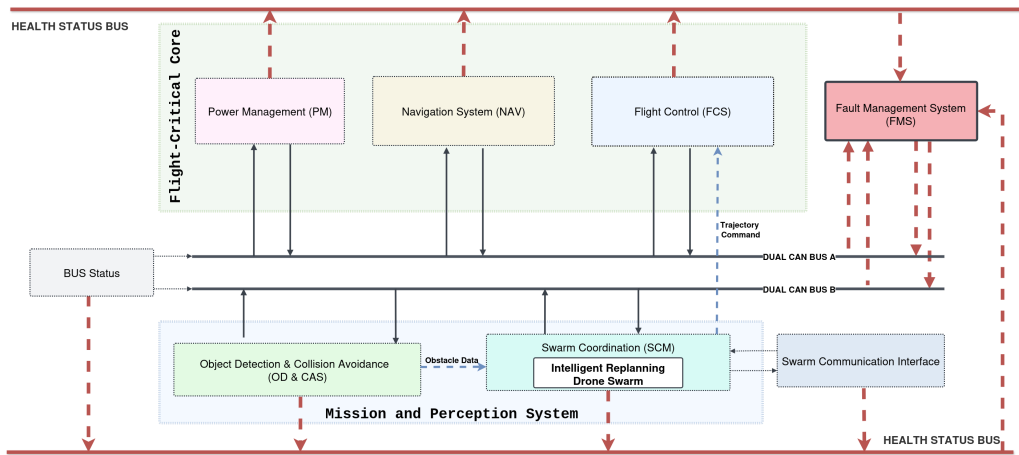 HEALTH STATUS BUS
Flight-Critical Core
Power Management (PM)
Navigation System (NAV)
Flight Control (FCS)
Fault Management System
(FMS)
Trajectory
Command
DUAL CAN BUS A
BUS Status
DUAL CAN BUS B
Object Detection & Collision Avoidance
(OD & CAS)
Obstacle Data
Swarm Coordination (SCM)
Intelligent Replanning
Drone Swarm
Swarm Communication Interface
Mission and Perception System
HEALTH STATUS BUS